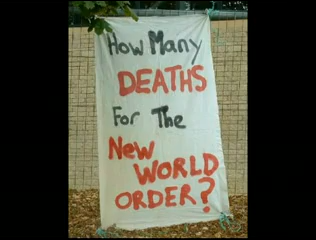 How Many
DEATHS
For The
New
WORLD
ORDER?